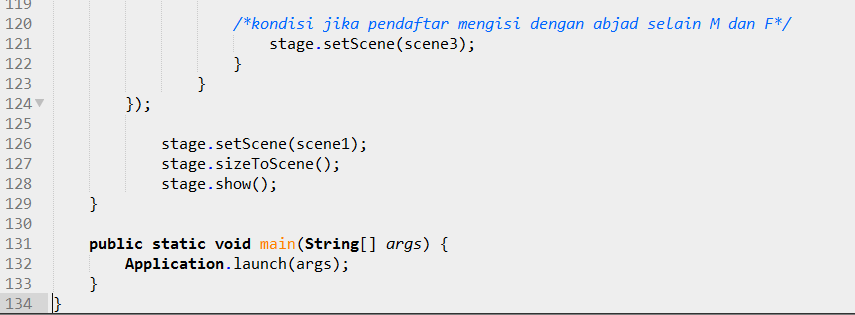 119
120 /*kondisi jika pendaftar mengisi dengan abjad selain M dan F*/
121 stage.setScene(scene3);
122 }
123 }
124 });
125
126 stage.setScene(scene1);
127 stage.sizeToScene();
128 stage.show();
129 }
130
131 public static void main(String[] args) {
132 Application.launch(args);
133 }
134 }